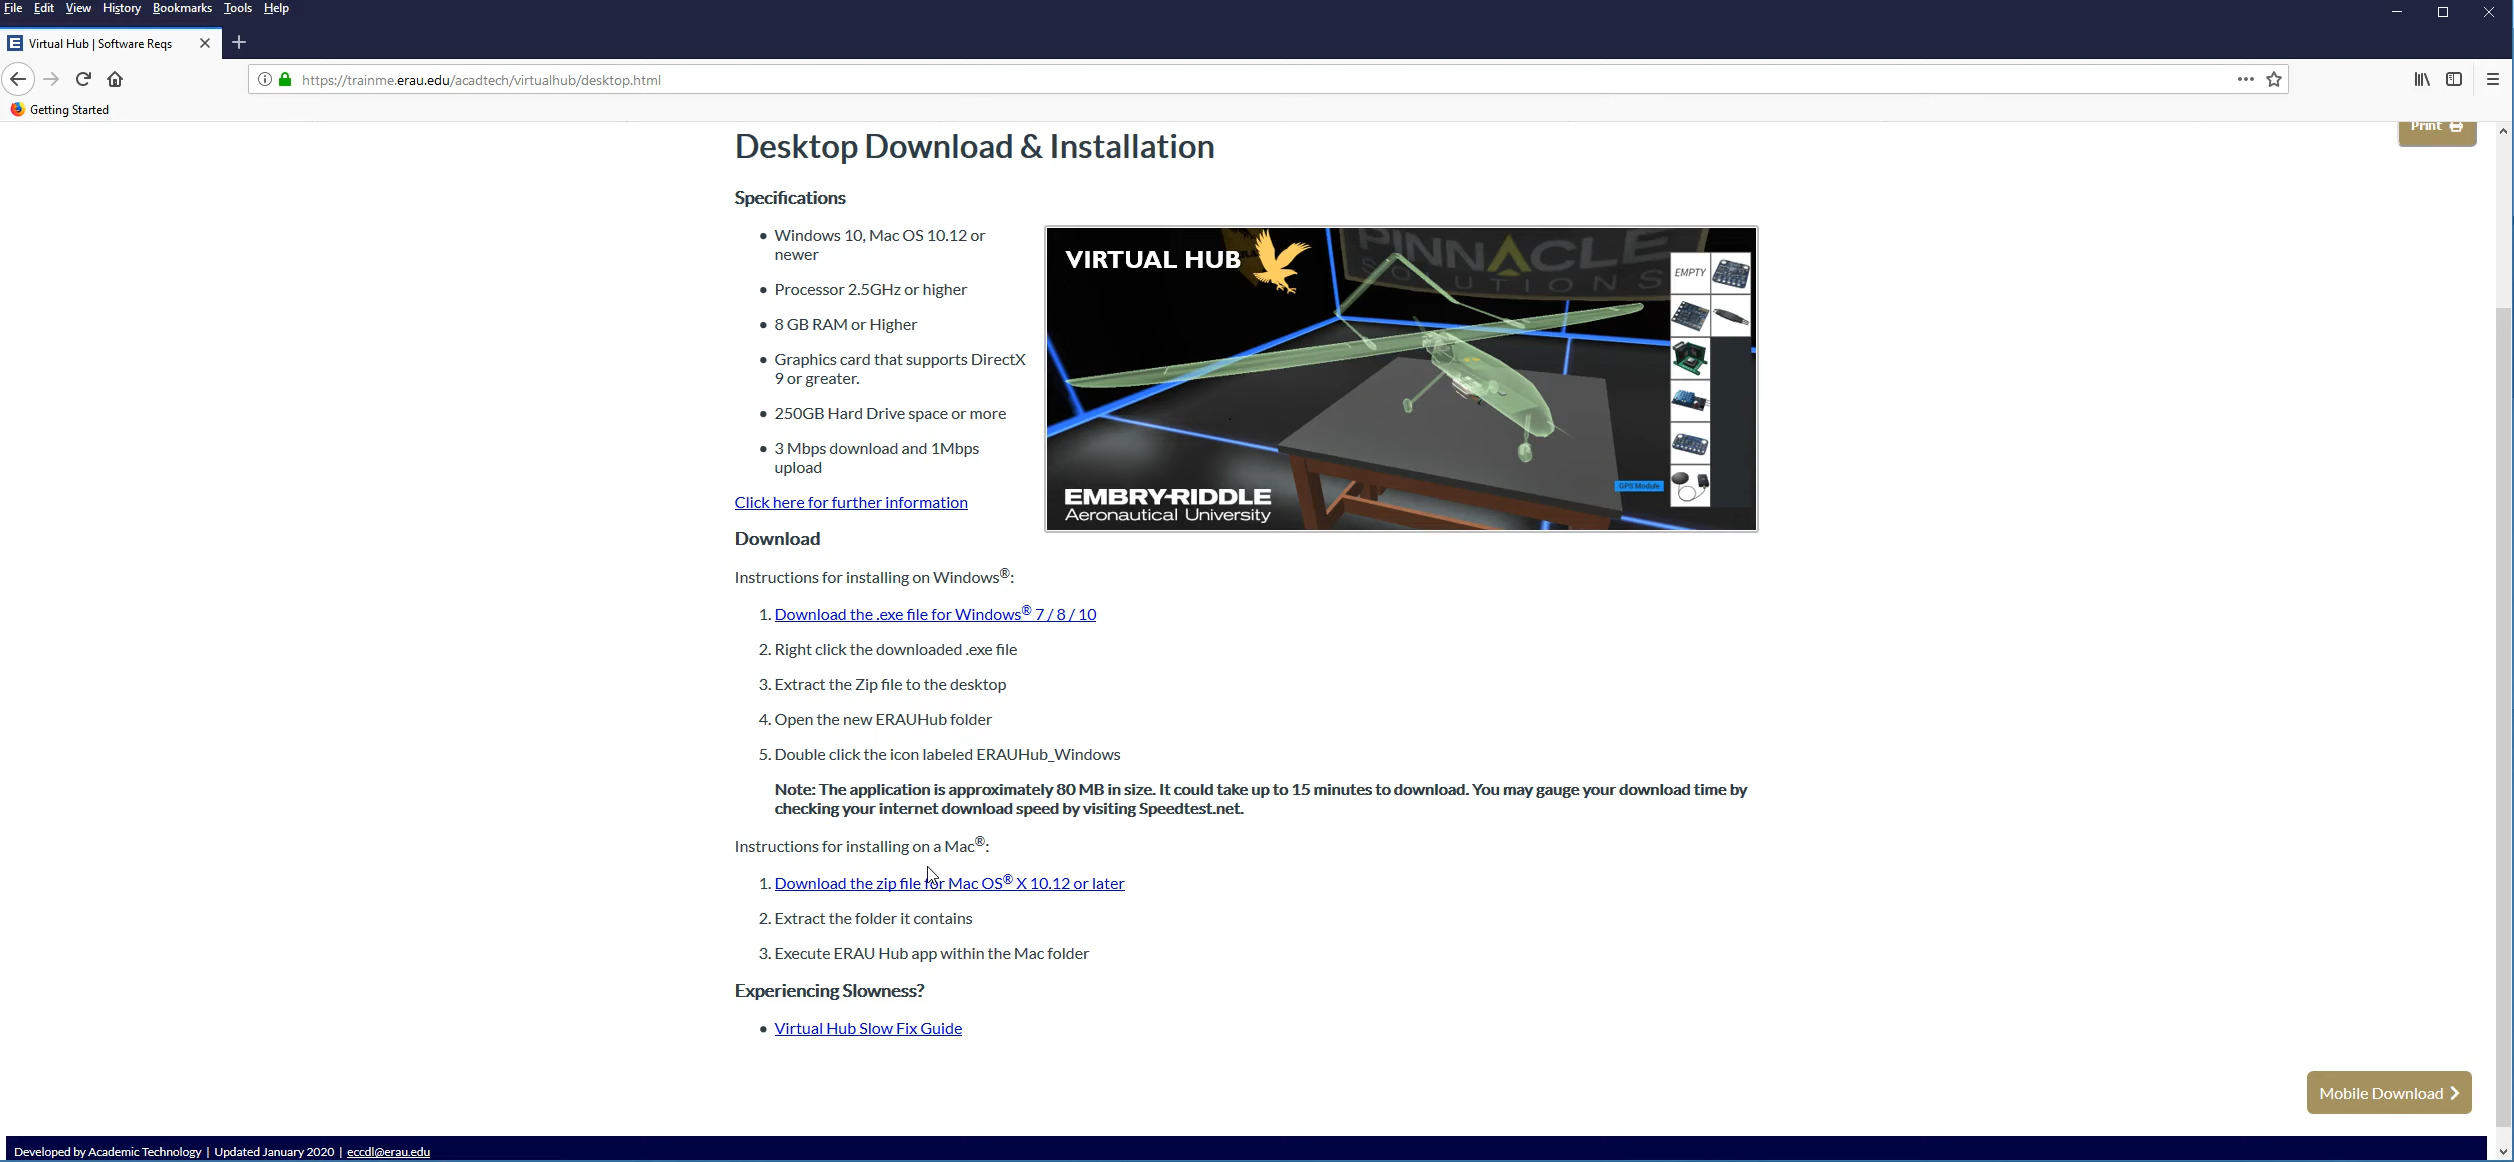 File Edit View History Bookmarks Tools Help
Virtual Hub | Software Reqs
https://trainme.erau.edu/acadtech/virtualhub/desktop.html
Getting Started
Print
Desktop Download & Installation
Specifications
• Windows 10, Mac OS 10.12 or
newer
• Processor 2.5GHz or higher
• 8 GB RAM or Higher
• Graphics card that supports DirectX
9 or greater.
• 250GB Hard Drive space or more
• 3 Mbps download and 1Mbps
upload
Click here for further information
VIRTUAL HUB
PINNACLE
SOLUTIONS
EMPTY
GPS Module
EMBRY-RIDDLE
Aeronautical University
Download
Instructions for installing on Windows®:
1. Download the .exe file for Windows® 7 / 8 / 10
2. Right click the downloaded .exe file
3. Extract the Zip file to the desktop
4. Open the new ERAUHub folder
5. Double click the icon labeled ERAUHub_Windows
Note: The application is approximately 80 MB in size. It could take up to 15 minutes to download. You may gauge your download time by
checking your internet download speed by visiting Speedtest.net.
Instructions for installing on a Mac®:
1. Download the zip file for Mac OS® X 10.12 or later
2. Extract the folder it contains
3. Execute ERAU Hub app within the Mac folder
Experiencing Slowness?
• Virtual Hub Slow Fix Guide
Mobile Download
Developed by Academic Technology | Updated January 2020 | eccdl@erau.edu